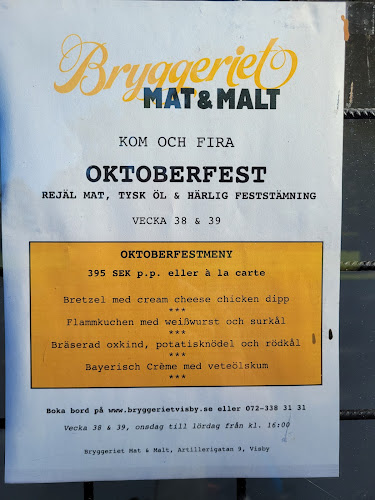 Bryggeriet
MAT & MALT
KOM OCH FIRA
OKTOBERFEST
REJÄL MAT, TYSK ÖL & HÄRLIG FESTSTÄMNING
VECKA 38 & 39
OKTOBERFESTMENY
395 SEK p.p. eller à la carte
Bretzel med cream cheese chicken dipp
***
Flammkuchen med weißwurst och surkål
***
Bräserad oxkind, potatisknödel och rödkål
***
Bayerisch Crème med veteölskum
***
Boka bord på www.bryggerietvisby.se eller 072-338 31 31
Vecka 38 & 39, onsdag till lördag från kl. 16:00
Bryggeriet Mat & Malt, Artillerigatan 9, Visby